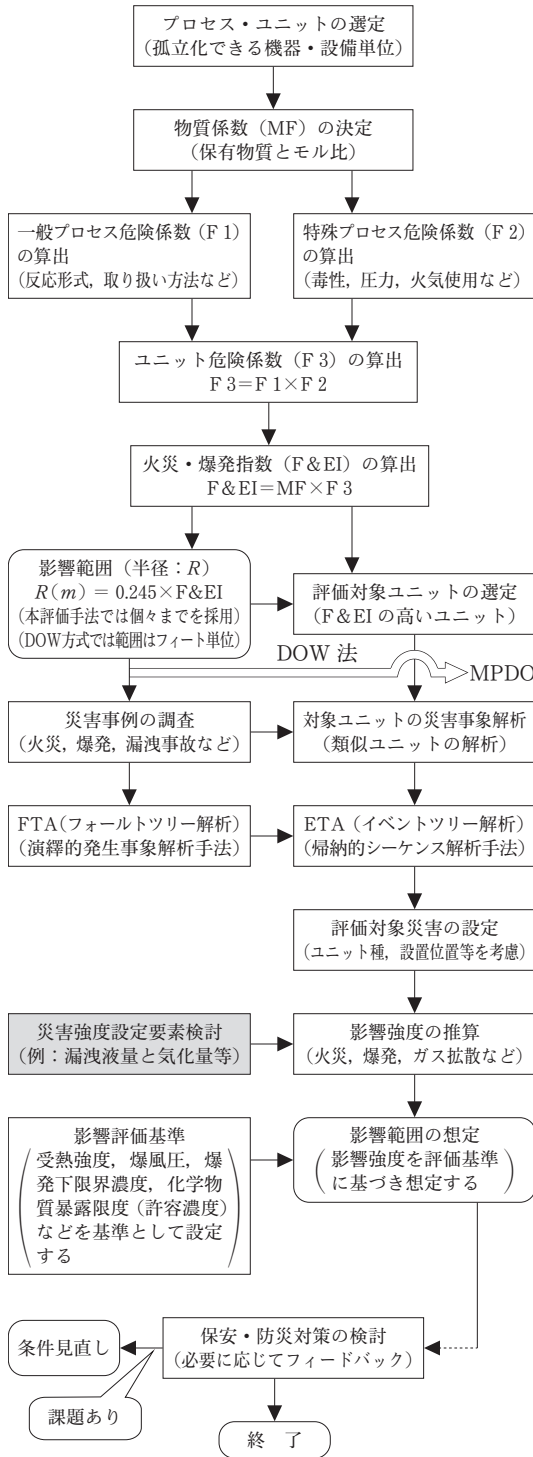 プロセス・ユニットの選定
(孤立化できる機器・設備単位)
物質係数(MF)の決定
(保有物質とモル比)
一般プロセス危険係数(F 1)
の算出
(反応形式，取り扱い方法など)
特殊プロセス危険係数(F 2)
の算出
(毒性，圧力，火気使用など)
ユニット危険係数(F 3)の算出
F 3＝F 1×F 2
火災・爆発指数(F＆EI)の算出
F＆EI＝MF×F 3
影響範囲(半径：R)
R(m)＝0.245×F&EI
(本評価手法では個々までを採用)
(DOW方式では範囲はフィート単位)
評価対象ユニットの選定
(F＆EI の高いユニット)
DOW 法
MPDO
災害事例の調査
(火災，爆発，漏洩事故など)
対象ユニットの災害事象解析
(類似ユニットの解析)
FTA(フォールトツリー解析)
(演繹的発生事象解析手法)
ETA(イベントツリー解析)
(帰納的シーケンス解析手法)
評価対象災害の設定
(ユニット種，設置位置等を考慮)
災害強度設定要素検討
(例：漏洩液量と気化量等)
影響強度の推算
(火災，爆発，ガス拡散など)
影響評価基準
受熱強度，爆風圧，爆
発下限界濃度，化学物
質暴露限度(許容濃度)
などを基準として設定
する
影響範囲の想定
影響強度を評価基準
に基づき想定する
保安・防災対策の検討
(必要に応じてフィードバック)
条件見直し
課題あり
終 了